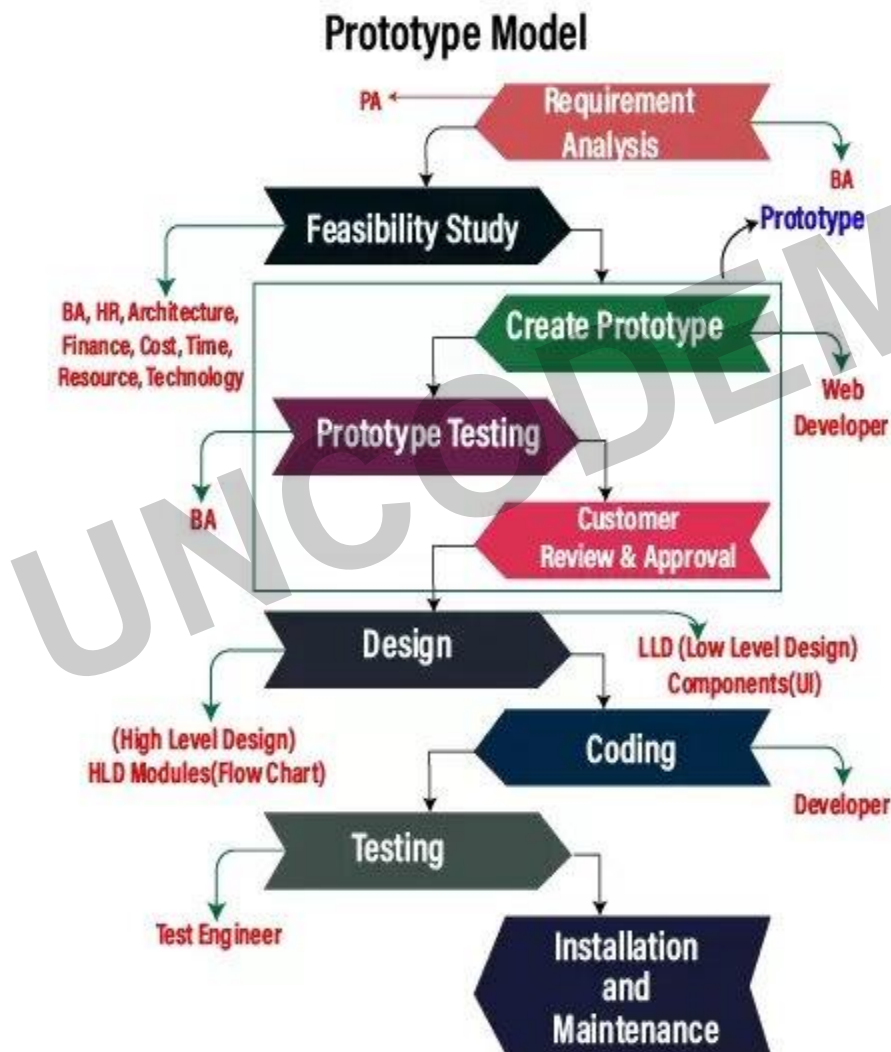 Prototype Model
PA
Requirement
Analysis
BA
Prototype
Feasibility Study
BA, HR, Architecture,
Finance, Cost, Time,
Resource, Technology
Create Prototype
Web
Developer
Prototype Testing
BA
Customer
Review & Approval
Design
LLD (Low Level Design)
Components(UI)
(High Level Design)
HLD Modules(Flow Chart)
Coding
Developer
Testing
Test Engineer
Installation
and
Maintenance
UNCODEM